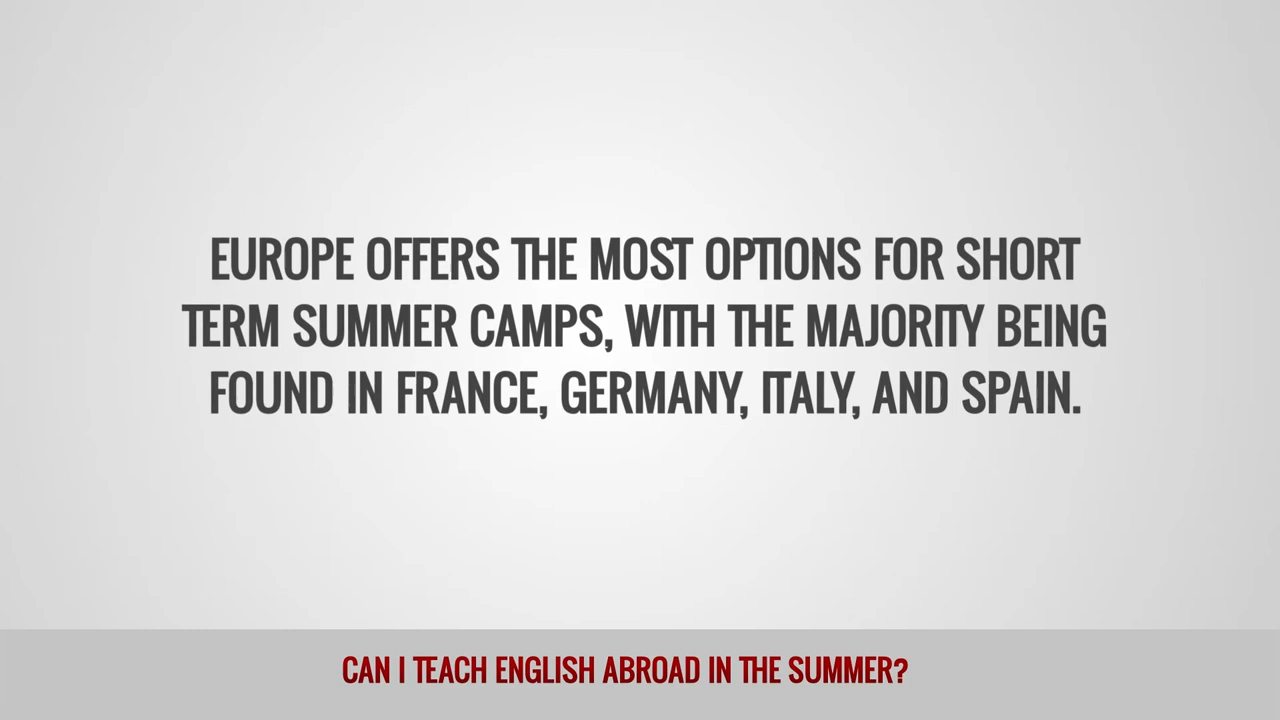 EUROPE OFFERS THE MOST OPTIONS FOR SHORT
TERM SUMMER CAMPS, WITH THE MAJORITY BEING
FOUND IN FRANCE, GERMANY, ITALY, AND SPAIN.
CAN I TEACH ENGLISH ABROAD IN THE SUMMER?